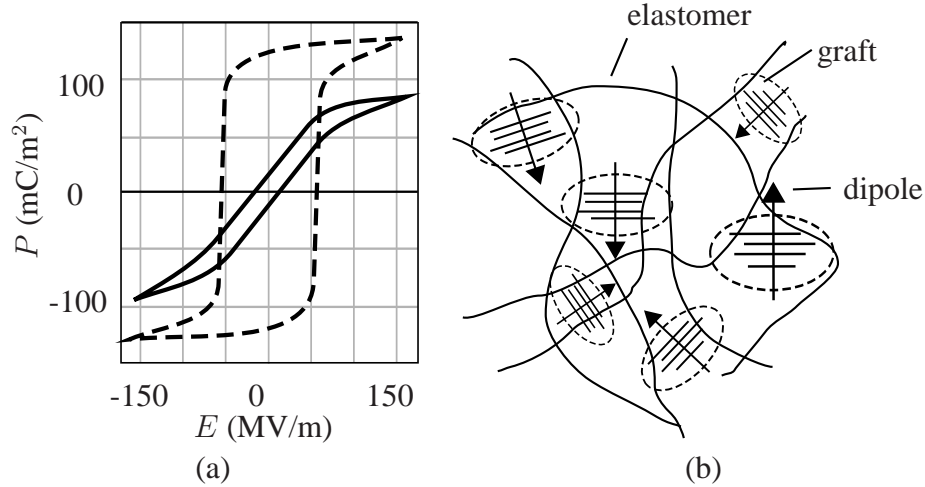 100
0
-100
P (mC/m²)
-150 0 150
E (MV/m)
(a)
elastomer
graft
dipole
(b)